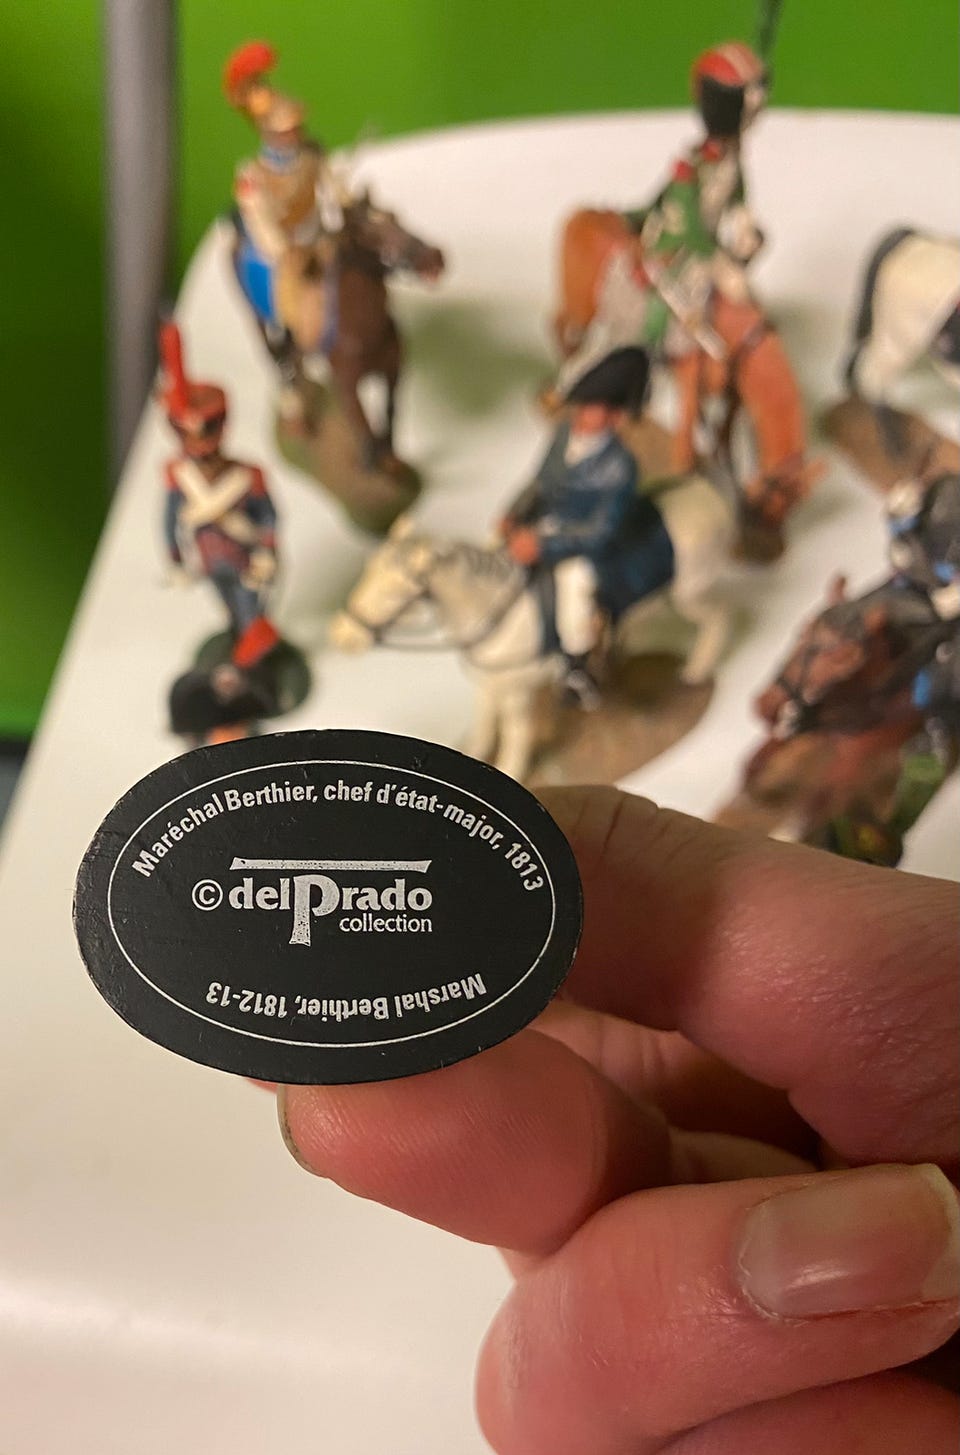 Maréchal Berthier, chef d'état-major, 1813
© delPrado
collection
Marshal Berthier, 1812-13